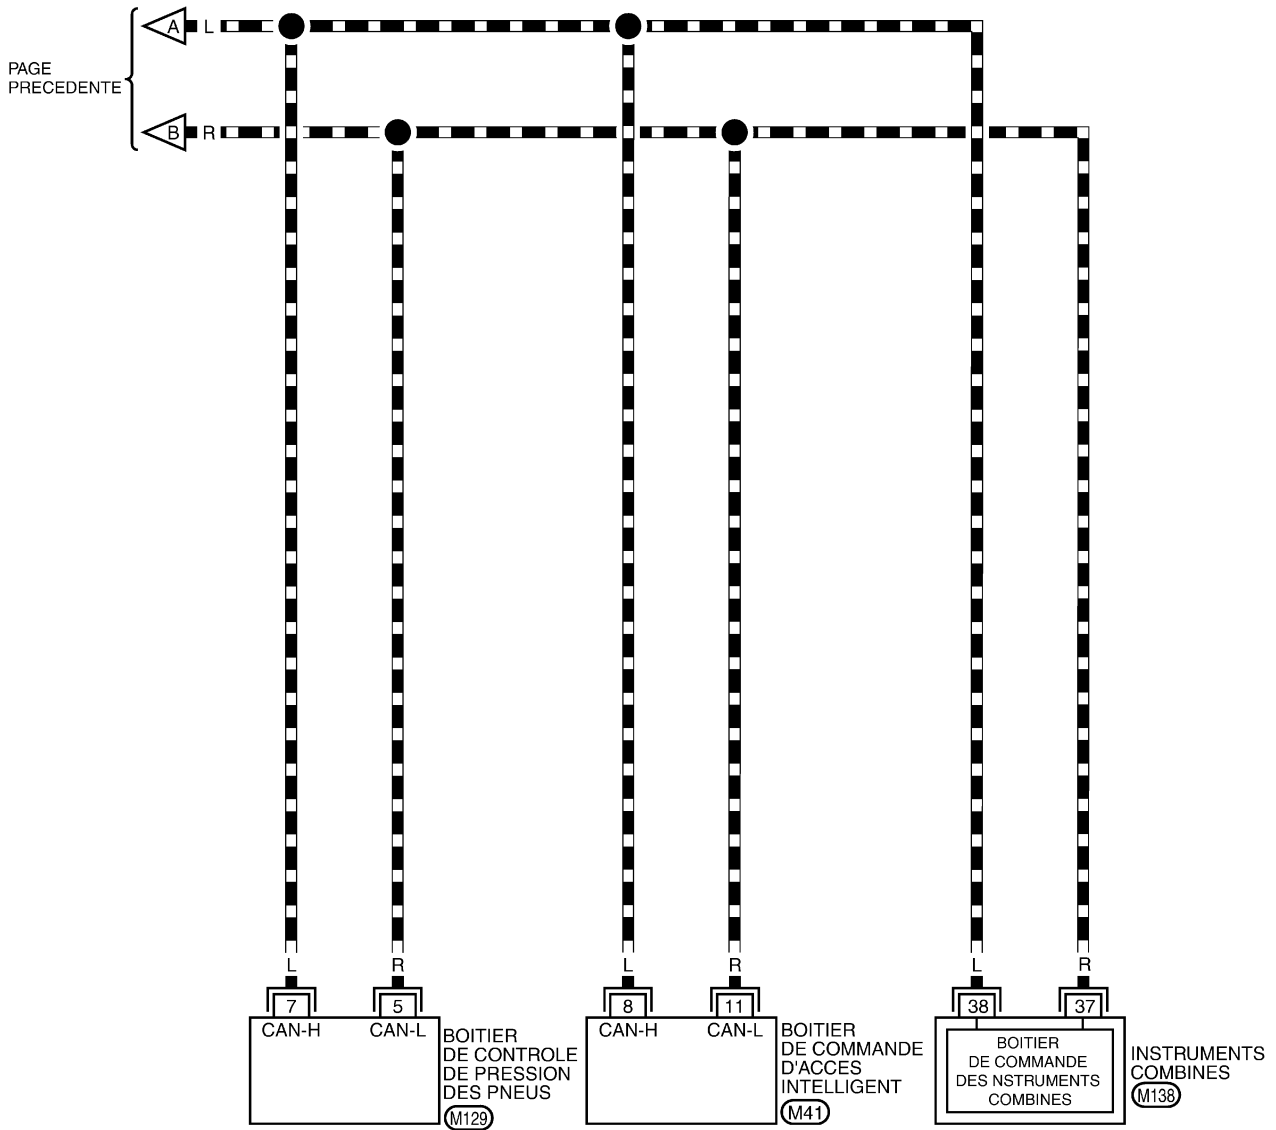 A L
PAGE
PRECEDENTE
B R
L R L R L R
7 5 8 11 38 37
CAN-H CAN-L
BOITIER
DE CONTROLE
DE PRESSION
DES PNEUS
M129
CAN-H CAN-L
BOITIER
DE COMMANDE
D'ACCES
INTELLIGENT
M41
BOITIER
DE COMMANDE
DES NSTRUMENTS
COMBINES
INSTRUMENTS
COMBINES
M138